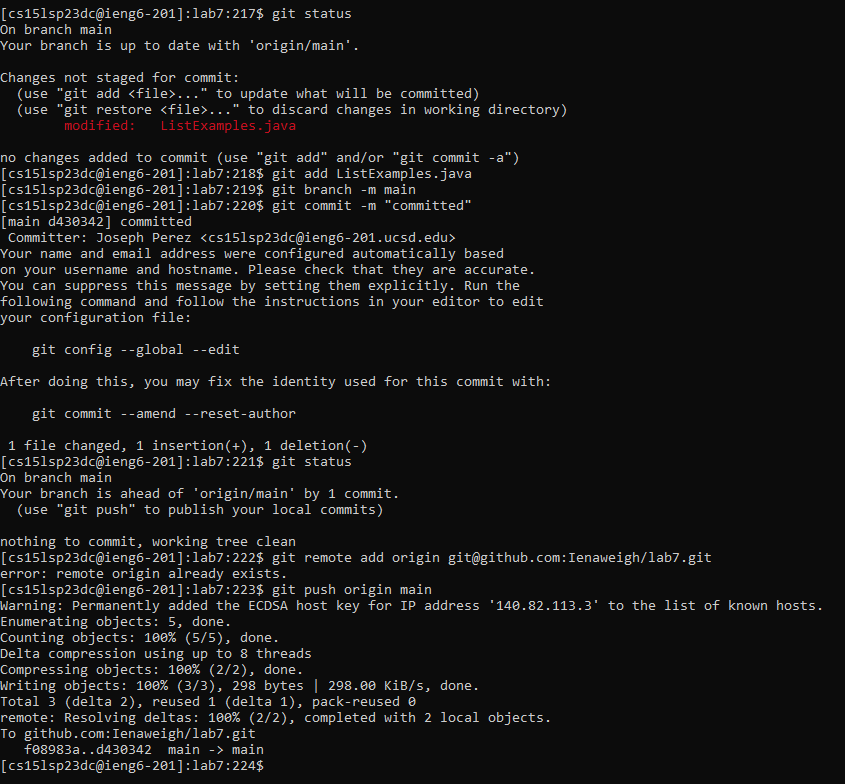 [cs15lsp23dc@ieng6-201]:lab7:217$ git status
On branch main
Your branch is up to date with 'origin/main'.
Changes not staged for commit:
(use "git add <file>..." to update what will be committed)
(use "git restore <file>..." to discard changes in working directory)
modified: ListExamples.java
no changes added to commit (use "git add" and/or "git commit -a")
[cs15lsp23dc@ieng6-201]:lab7:218$ git add ListExamples.java
[cs15lsp23dc@ieng6-201]:lab7:219$ git branch -m main
[cs15lsp23dc@ieng6-201]:lab7:220$ git commit -m "committed"
[main d430342] committed
Committer: Joseph Perez <cs15lsp23dc@ieng6-201.ucsd.edu>
Your name and email address were configured automatically based
on your username and hostname. Please check that they are accurate.
You can suppress this message by setting them explicitly. Run the
following command and follow the instructions in your editor to edit
your configuration file:
git config --global --edit
After doing this, you may fix the identity used for this commit with:
git commit --amend --reset-author
1 file changed, 1 insertion(+), 1 deletion(-)
[cs15lsp23dc@ieng6-201]:lab7:221$ git status
On branch main
Your branch is ahead of 'origin/main' by 1 commit.
(use "git push" to publish your local commits)
nothing to commit, working tree clean
[cs15lsp23dc@ieng6-201]:lab7:222$ git remote add origin git@github.com:Ienaweigh/lab7.git
error: remote origin already exists.
[cs15lsp23dc@ieng6-201]:lab7:223$ git push origin main
Warning: Permanently added the ECDSA host key for IP address '140.82.113.3' to the list of known hosts.
Enumerating objects: 5, done.
Counting objects: 100% (5/5), done.
Delta compression using up to 8 threads
Compressing objects: 100% (2/2), done.
Writing objects: 100% (3/3), 298 bytes | 298.00 KiB/s, done.
Total 3 (delta 2), reused 1 (delta 1), pack-reused 0
remote: Resolving deltas: 100% (2/2), completed with 2 local objects.
To github.com:Ienaweigh/lab7.git
f08983a..d430342 main -> main
[cs15lsp23dc@ieng6-201]:lab7:224$